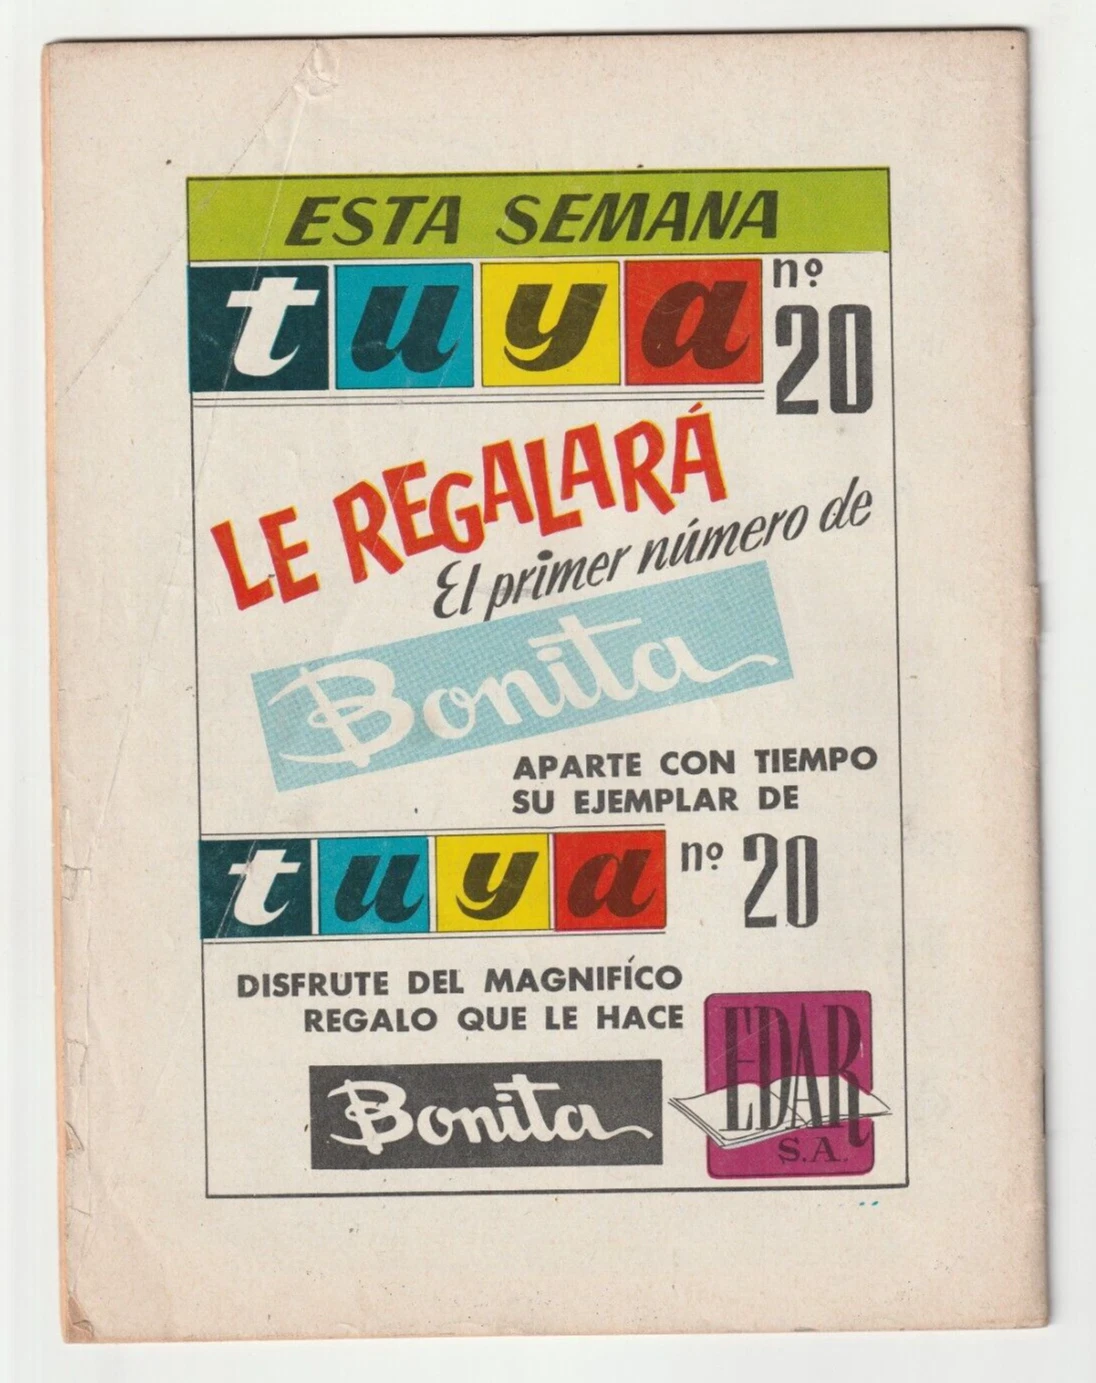 ESTA SEMANA
tuya nº 20
LE REGALARÁ
El primer número de
Bonita
APARTE CON TIEMPO
SU EJEMPLAR DE
tuya nº 20
DISFRUTE DEL MAGNIFÍCO
REGALO QUE LE HACE
Bonita
EDAR
S.A.